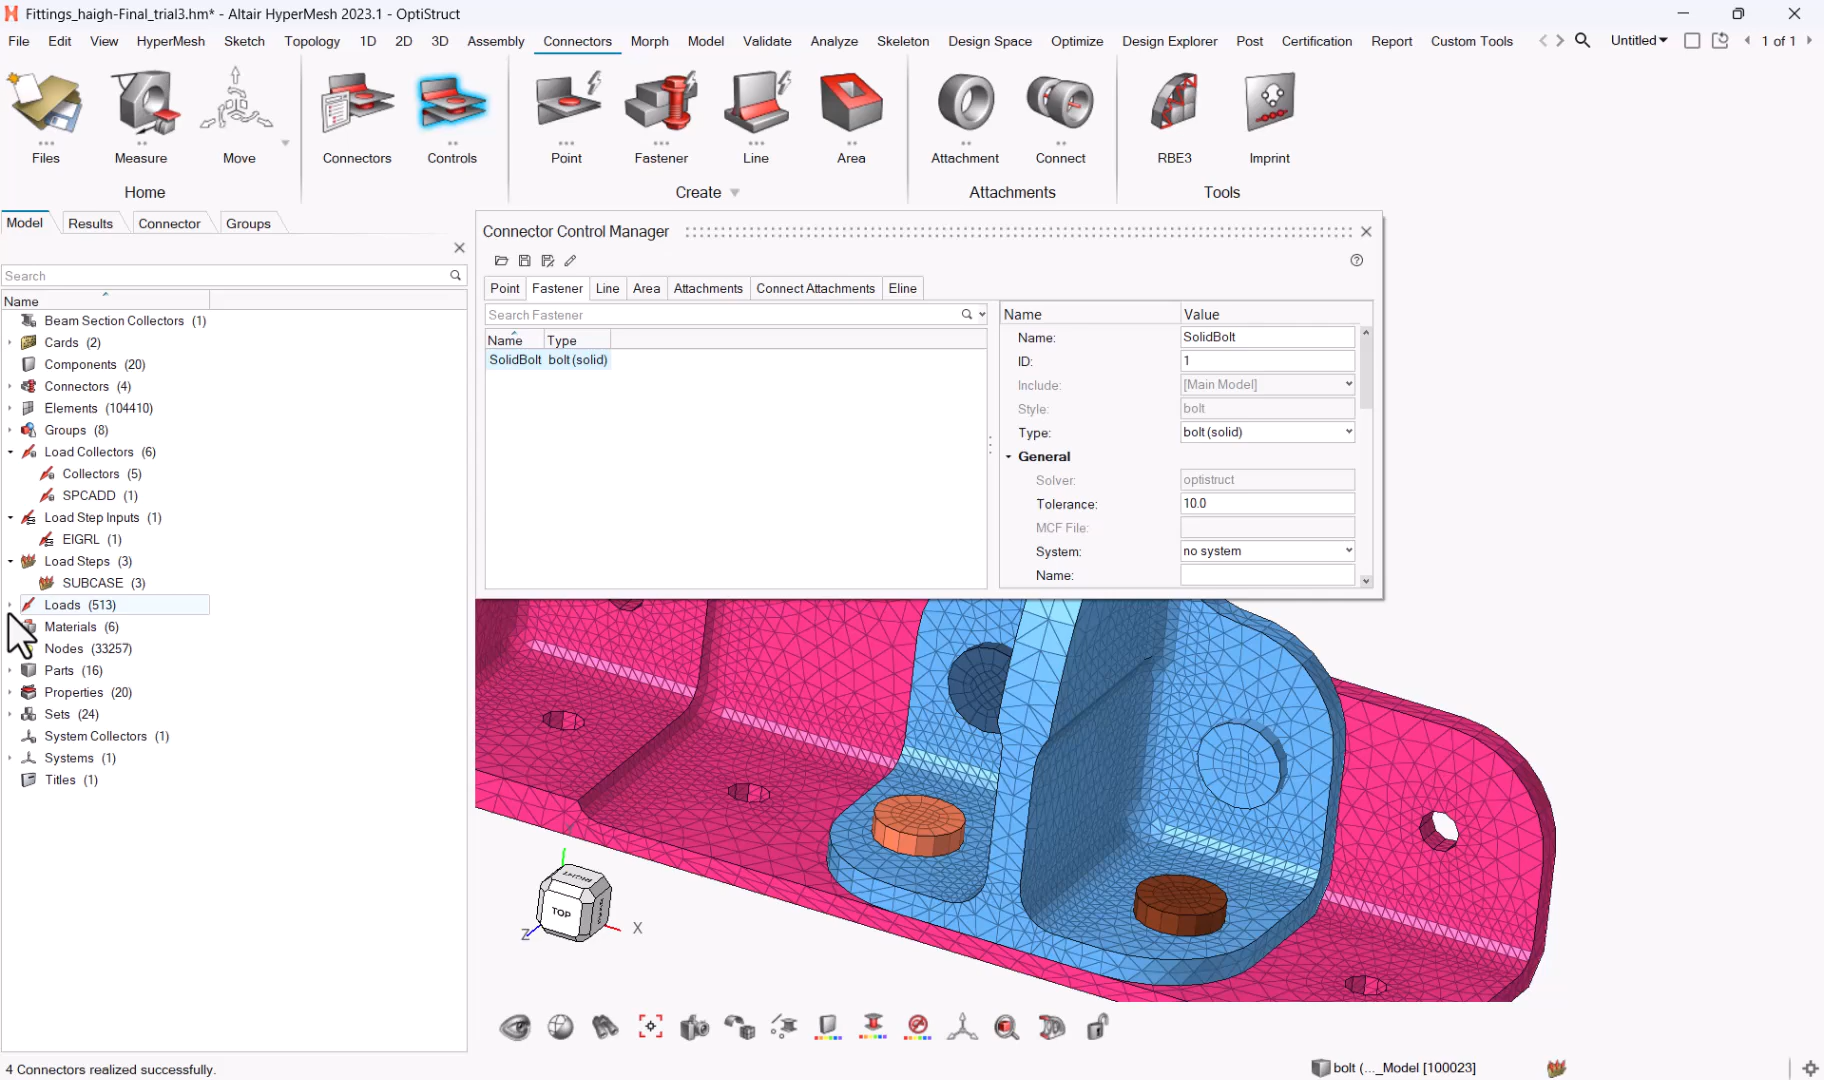 Fittings_haigh-Final_trial3.hm* - Altair HyperMesh 2023.1 - OptiStruct
File Edit View HyperMesh Sketch Topology 1D 2D 3D Assembly Connectors Morph Model Validate Analyze Skeleton Design Space Optimize Design Explorer Post Certification Report Custom Tools Untitled 1 of 1
Files Measure Move Connectors Controls Point Fastener Line Area Attachment Connect RBE3 Imprint
Home Create Attachments Tools
Model Results Connector Groups
Search
Name
Beam Section Collectors (1)
Cards (2)
Components (20)
Connectors (4)
Elements (104410)
Groups (8)
Load Collectors (6)
Collectors (5)
SPCADD (1)
Load Step Inputs (1)
EIGRL (1)
Load Steps (3)
SUBCASE (3)
Loads (513)
Materials (6)
Nodes (33257)
Parts (16)
Properties (20)
Sets (24)
System Collectors (1)
Systems (1)
Titles (1)
Connector Control Manager
Point Fastener Line Area Attachments Connect Attachments Eline
Search Fastener
Name Type
SolidBolt bolt (solid)
Name Value
Name: SolidBolt
ID: 1
Include: [Main Model]
Style: bolt
Type: bolt (solid)
General
Solver: optistruct
Tolerance: 10.0
MCF File:
System: no system
Name:
TOP
Z X
4 Connectors realized successfully.
bolt (..._Model [100023]